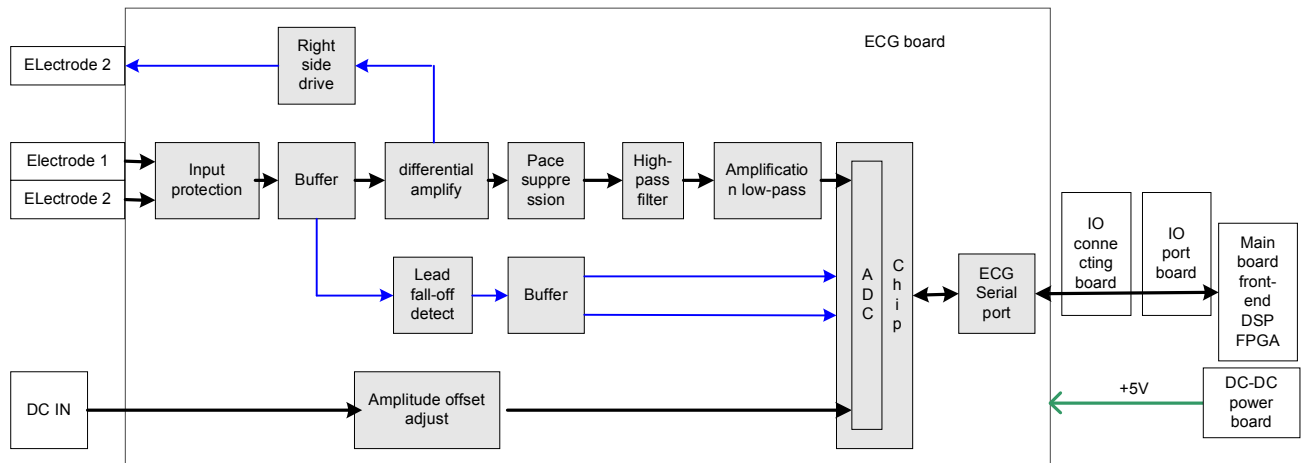 ECG board
ELectrode 2
Right
side
drive
Electrode 1
ELectrode 2
Input
protection
Buffer
differential
amplify
Pace
suppre
ssion
High-
pass
filter
Amplificatio
n low-pass
Lead
fall-off
detect
Buffer
A
D
C
C
h
i
p
ECG
Serial
port
IO
conne
cting
board
IO
port
board
Main
board
front-
end
DSP
FPGA
DC IN
Amplitude offset
adjust
+5V
DC-DC
power
board